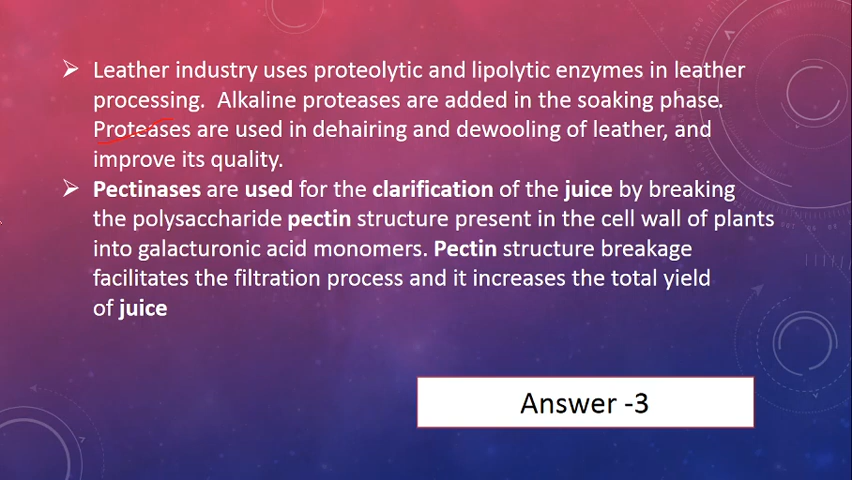 ➢ Leather industry uses proteolytic and lipolytic enzymes in leather
processing.  Alkaline proteases are added in the soaking phase.
Proteases are used in dehairing and dewooling of leather, and
improve its quality.
➢ Pectinases are used for the clarification of the juice by breaking
the polysaccharide pectin structure present in the cell wall of plants
into galacturonic acid monomers. Pectin structure breakage
facilitates the filtration process and it increases the total yield
of juice
Answer -3